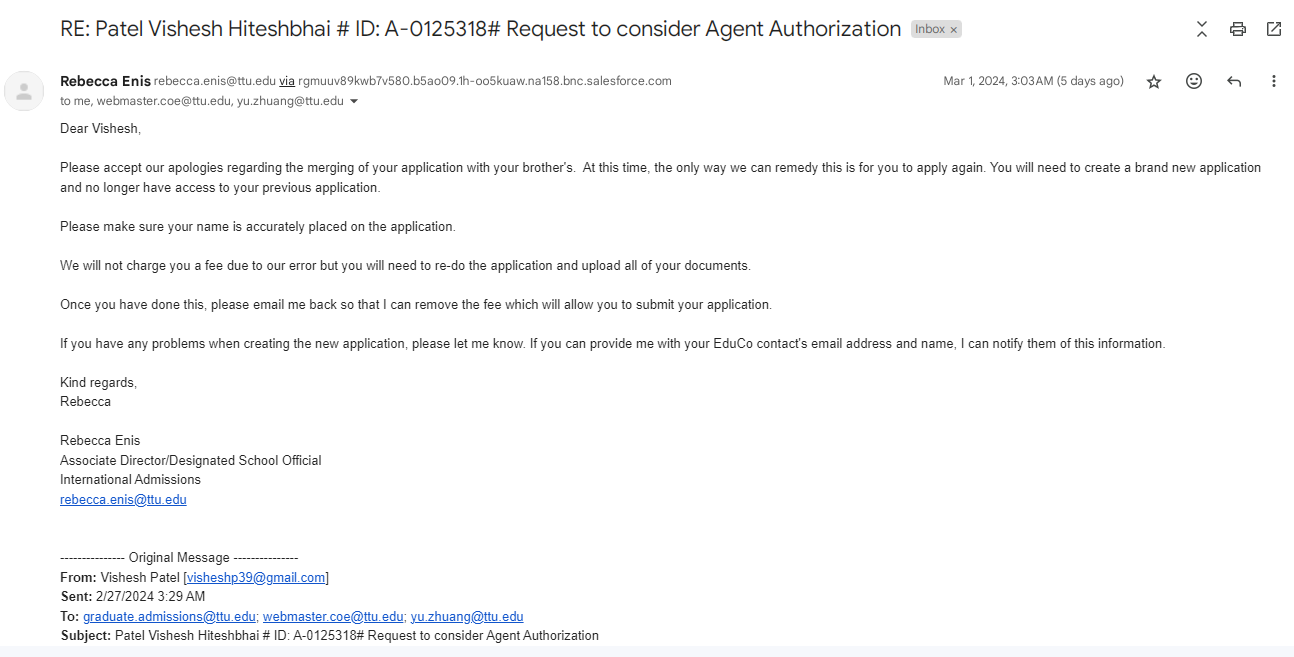 RE: Patel Vishesh Hiteshbhai # ID: A-0125318# Request to consider Agent Authorization Inbox ×
Rebecca Enis rebecca.enis@ttu.edu via rgmuuv89kwb7v580.b5ao09.1h-oo5kuaw.na158.bnc.salesforce.com Mar 1, 2024, 3:03 AM (5 days ago)
to me, webmaster.coe@ttu.edu, yu.zhuang@ttu.edu
Dear Vishesh,
Please accept our apologies regarding the merging of your application with your brother's.  At this time, the only way we can remedy this is for you to apply again. You will need to create a brand new application
and no longer have access to your previous application.
Please make sure your name is accurately placed on the application.
We will not charge you a fee due to our error but you will need to re-do the application and upload all of your documents.
Once you have done this, please email me back so that I can remove the fee which will allow you to submit your application.
If you have any problems when creating the new application, please let me know. If you can provide me with your EduCo contact's email address and name, I can notify them of this information.
Kind regards,
Rebecca
Rebecca Enis
Associate Director/Designated School Official
International Admissions
rebecca.enis@ttu.edu
--------------- Original Message ---------------
From: Vishesh Patel [visheshp39@gmail.com]
Sent: 2/27/2024 3:29 AM
To: graduate.admissions@ttu.edu; webmaster.coe@ttu.edu; yu.zhuang@ttu.edu
Subject: Patel Vishesh Hiteshbhai # ID: A-0125318# Request to consider Agent Authorization